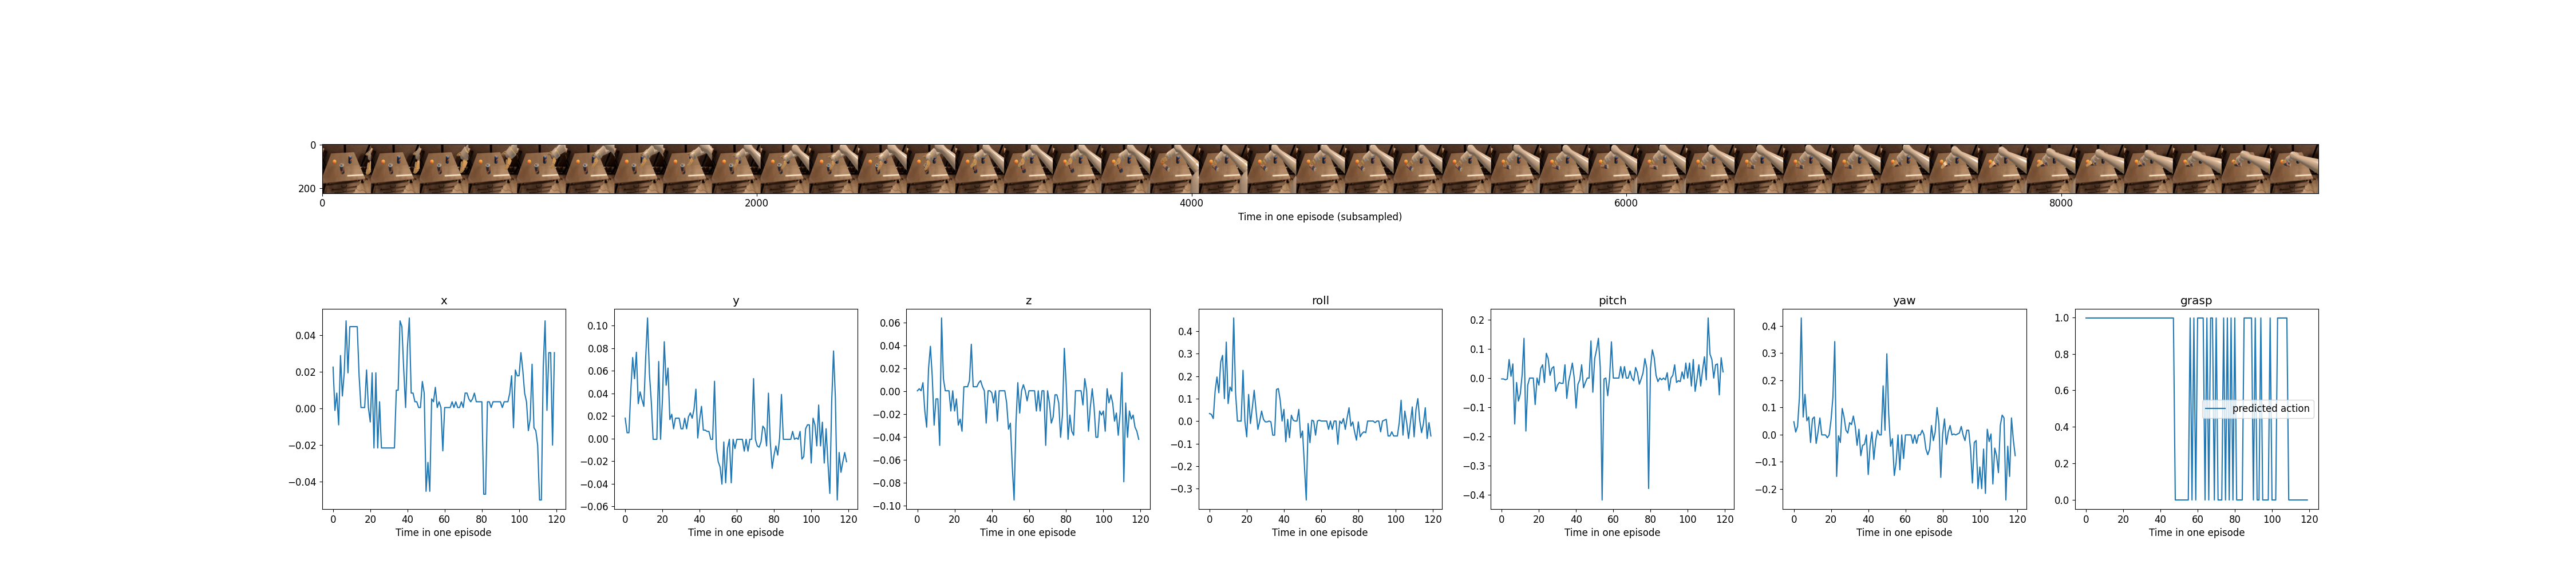 0
200
0 2000 4000 6000 8000
Time in one episode (subsampled)
x y z roll pitch yaw grasp
0.04
0.02
0.00
−0.02
−0.04
0 20 40 60 80 100 120
Time in one episode
0.10
0.08
0.06
0.04
0.02
0.00
−0.02
−0.04
−0.06
0 20 40 60 80 100 120
Time in one episode
0.06
0.04
0.02
0.00
−0.02
−0.04
−0.06
−0.08
−0.10
0 20 40 60 80 100 120
Time in one episode
0.4
0.3
0.2
0.1
0.0
−0.1
−0.2
−0.3
0 20 40 60 80 100 120
Time in one episode
0.2
0.1
0.0
−0.1
−0.2
−0.3
−0.4
0 20 40 60 80 100 120
Time in one episode
0.4
0.3
0.2
0.1
0.0
−0.1
−0.2
0 20 40 60 80 100 120
Time in one episode
1.0
0.8
0.6
0.4
0.2
0.0
predicted action
0 20 40 60 80 100 120
Time in one episode